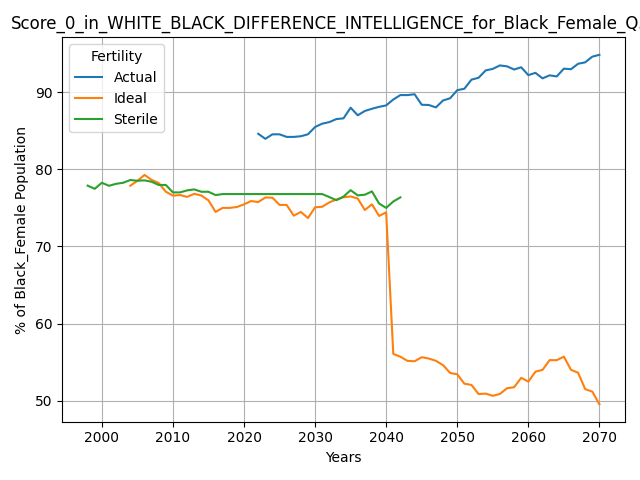 Score_0_in_WHITE_BLACK_DIFFERENCE_INTELLIGENCE_for_Black_Female_Q
Fertility
Actual
Ideal
Sterile
% of Black_Female Population
90
80
70
60
50
2000 2010 2020 2030 2040 2050 2060 2070
Years